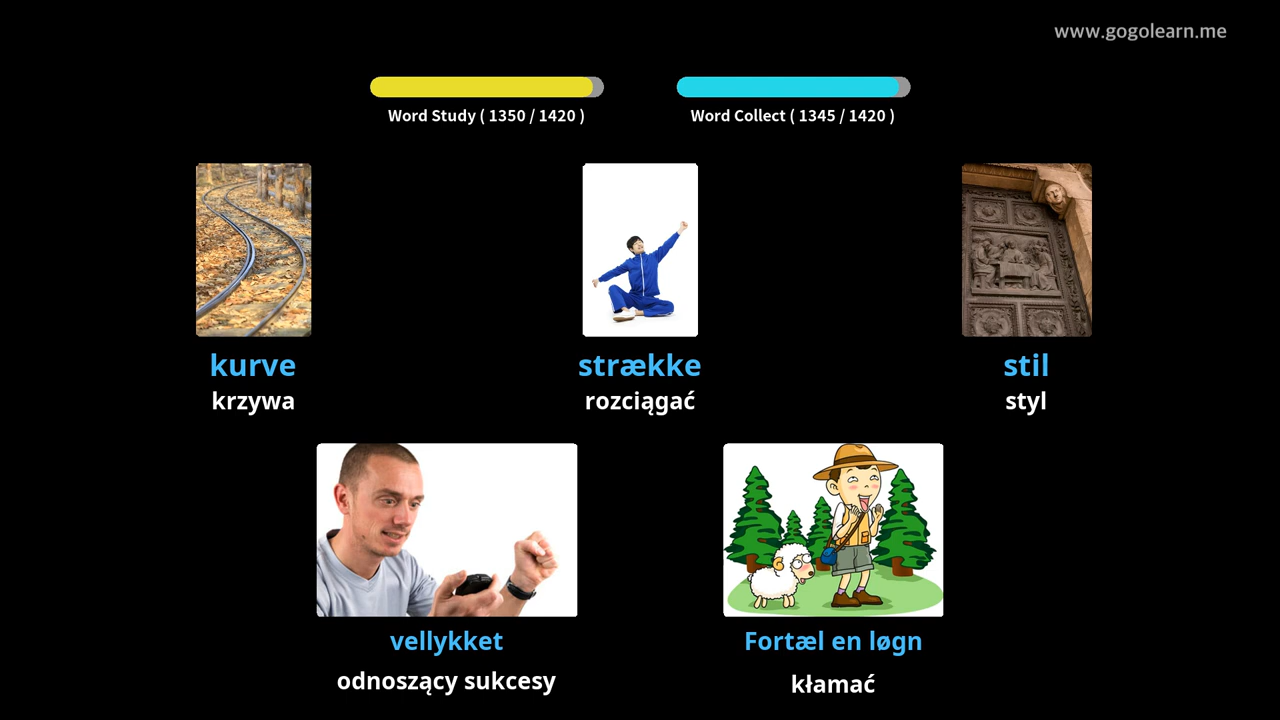 www.gogolearn.me
Word Study ( 1350 / 1420 )
Word Collect ( 1345 / 1420 )
kurve
krzywa
strække
rozciągać
stil
styl
vellykket
odnoszący sukcesy
Fortæl en løgn
kłamać